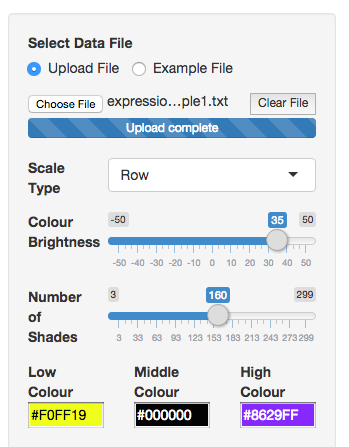 Select Data File
Upload File Example File
Choose File expressio...ple1.txt Clear File
Upload complete
Scale Type Row
Colour Brightness
-50 35 50
-50 -40 -30 -20 -10 0 10 20 30 40 50
Number of Shades
3 160 299
3 33 63 93 123 153 183 213 243 273 299
Low Colour Middle Colour High Colour
#F0FF19 #000000 #8629FF